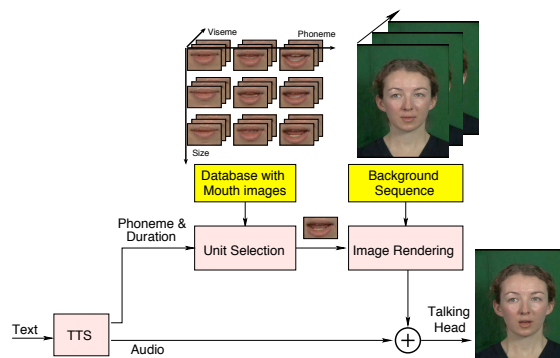 Viseme
Phoneme
Size
Database with
Mouth images
Background
Sequence
Phoneme &
Duration
Unit Selection
Image Rendering
Text
TTS
Audio
Talking
Head